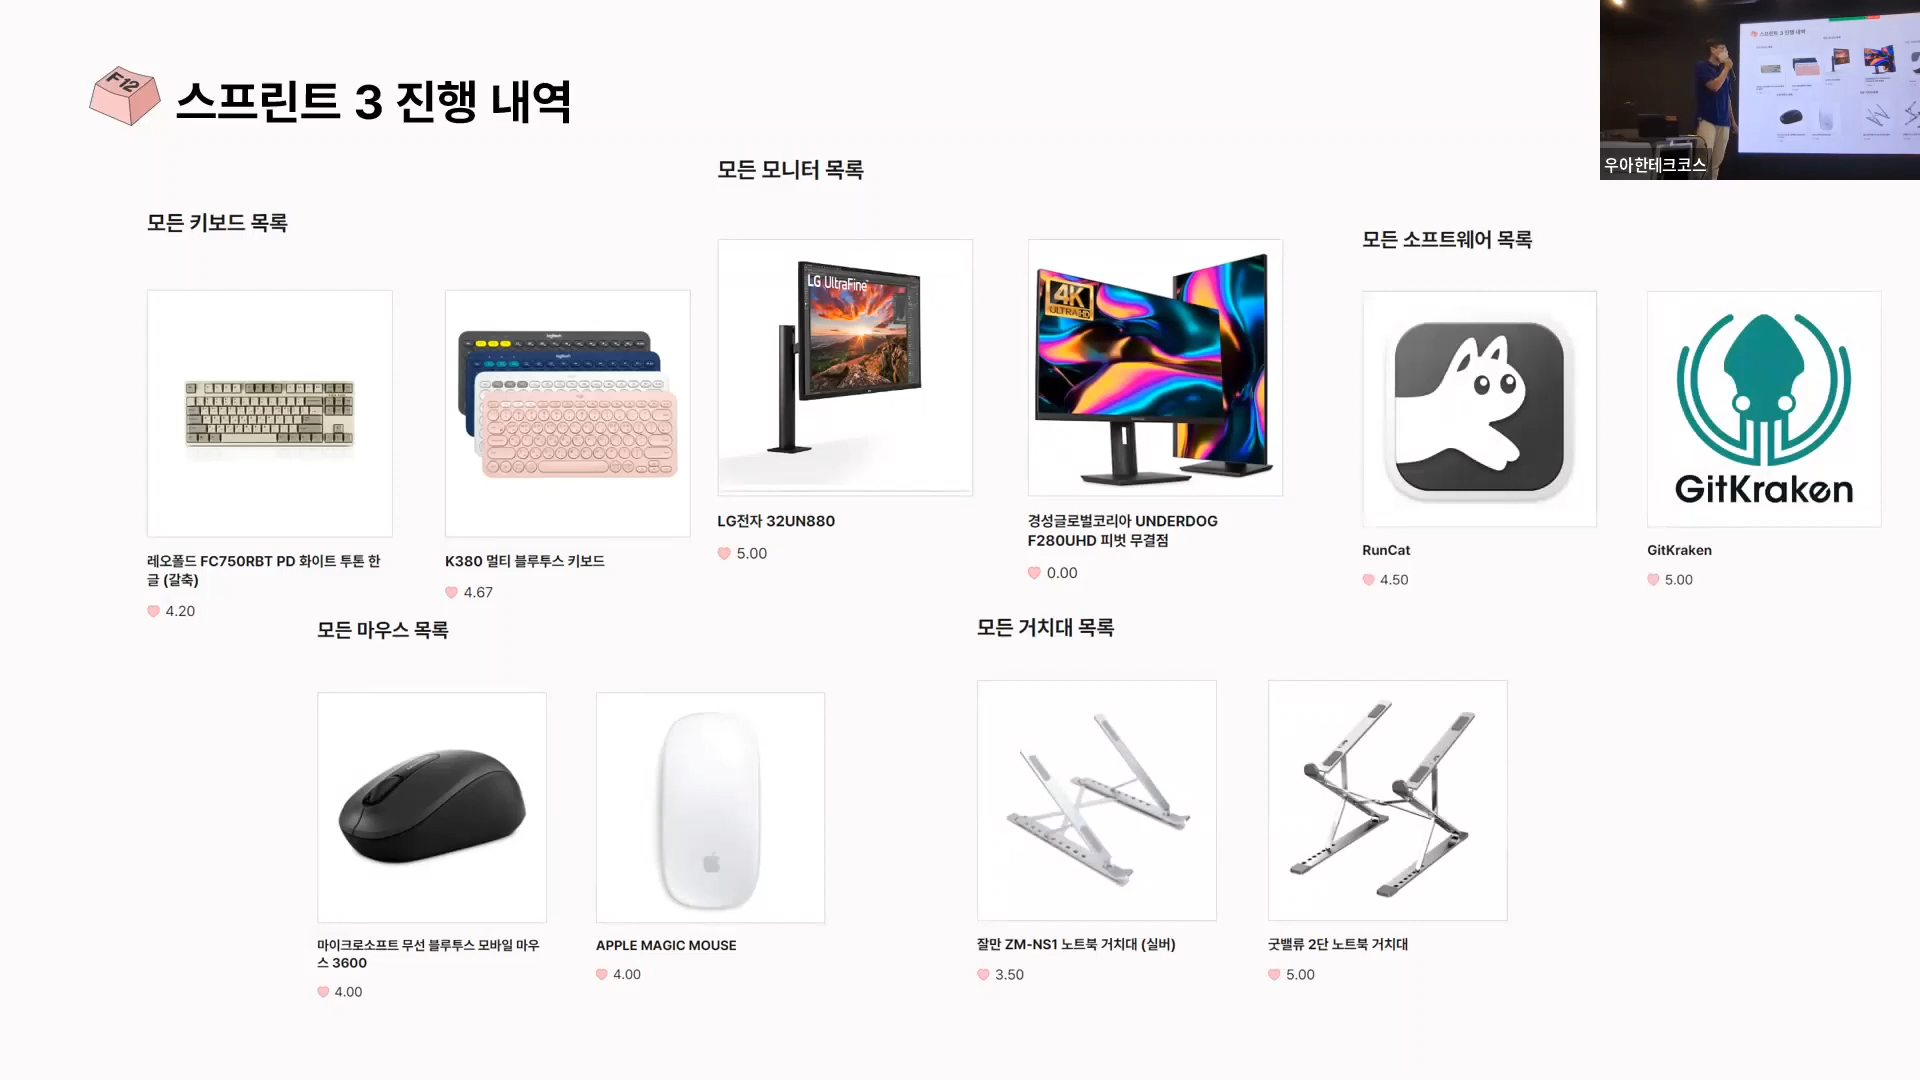 F12
스프린트 3 진행 내역
우아한테크코스
모든 키보드 목록
레오폴드 FC750RBT PD 화이트 투톤 한
글 (갈축)
4.20
K380 멀티 블루투스 키보드
4.67
모든 모니터 목록
LG UltraFine
LG전자 32UN880
5.00
4K
ULTRA HD
경성글로벌코리아 UNDERDOG
F280UHD 피벗 무결점
0.00
모든 소프트웨어 목록
RunCat
4.50
GitKraken
GitKraken
5.00
모든 마우스 목록
마이크로소프트 무선 블루투스 모바일 마우
스 3600
4.00
APPLE MAGIC MOUSE
4.00
모든 거치대 목록
잘만 ZM-NS1 노트북 거치대 (실버)
3.50
굿밸류 2단 노트북 거치대
5.00